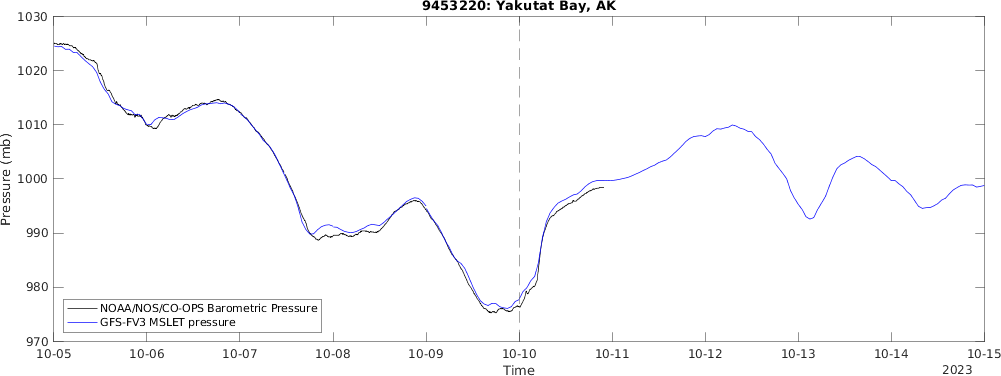 9453220: Yakutat Bay, AK
Pressure (mb)
1030
1020
1010
1000
990
980
970
NOAA/NOS/CO-OPS Barometric Pressure
GFS-FV3 MSLET pressure
10-05 10-06 10-07 10-08 10-09 10-10 10-11 10-12 10-13 10-14 10-15
Time
2023